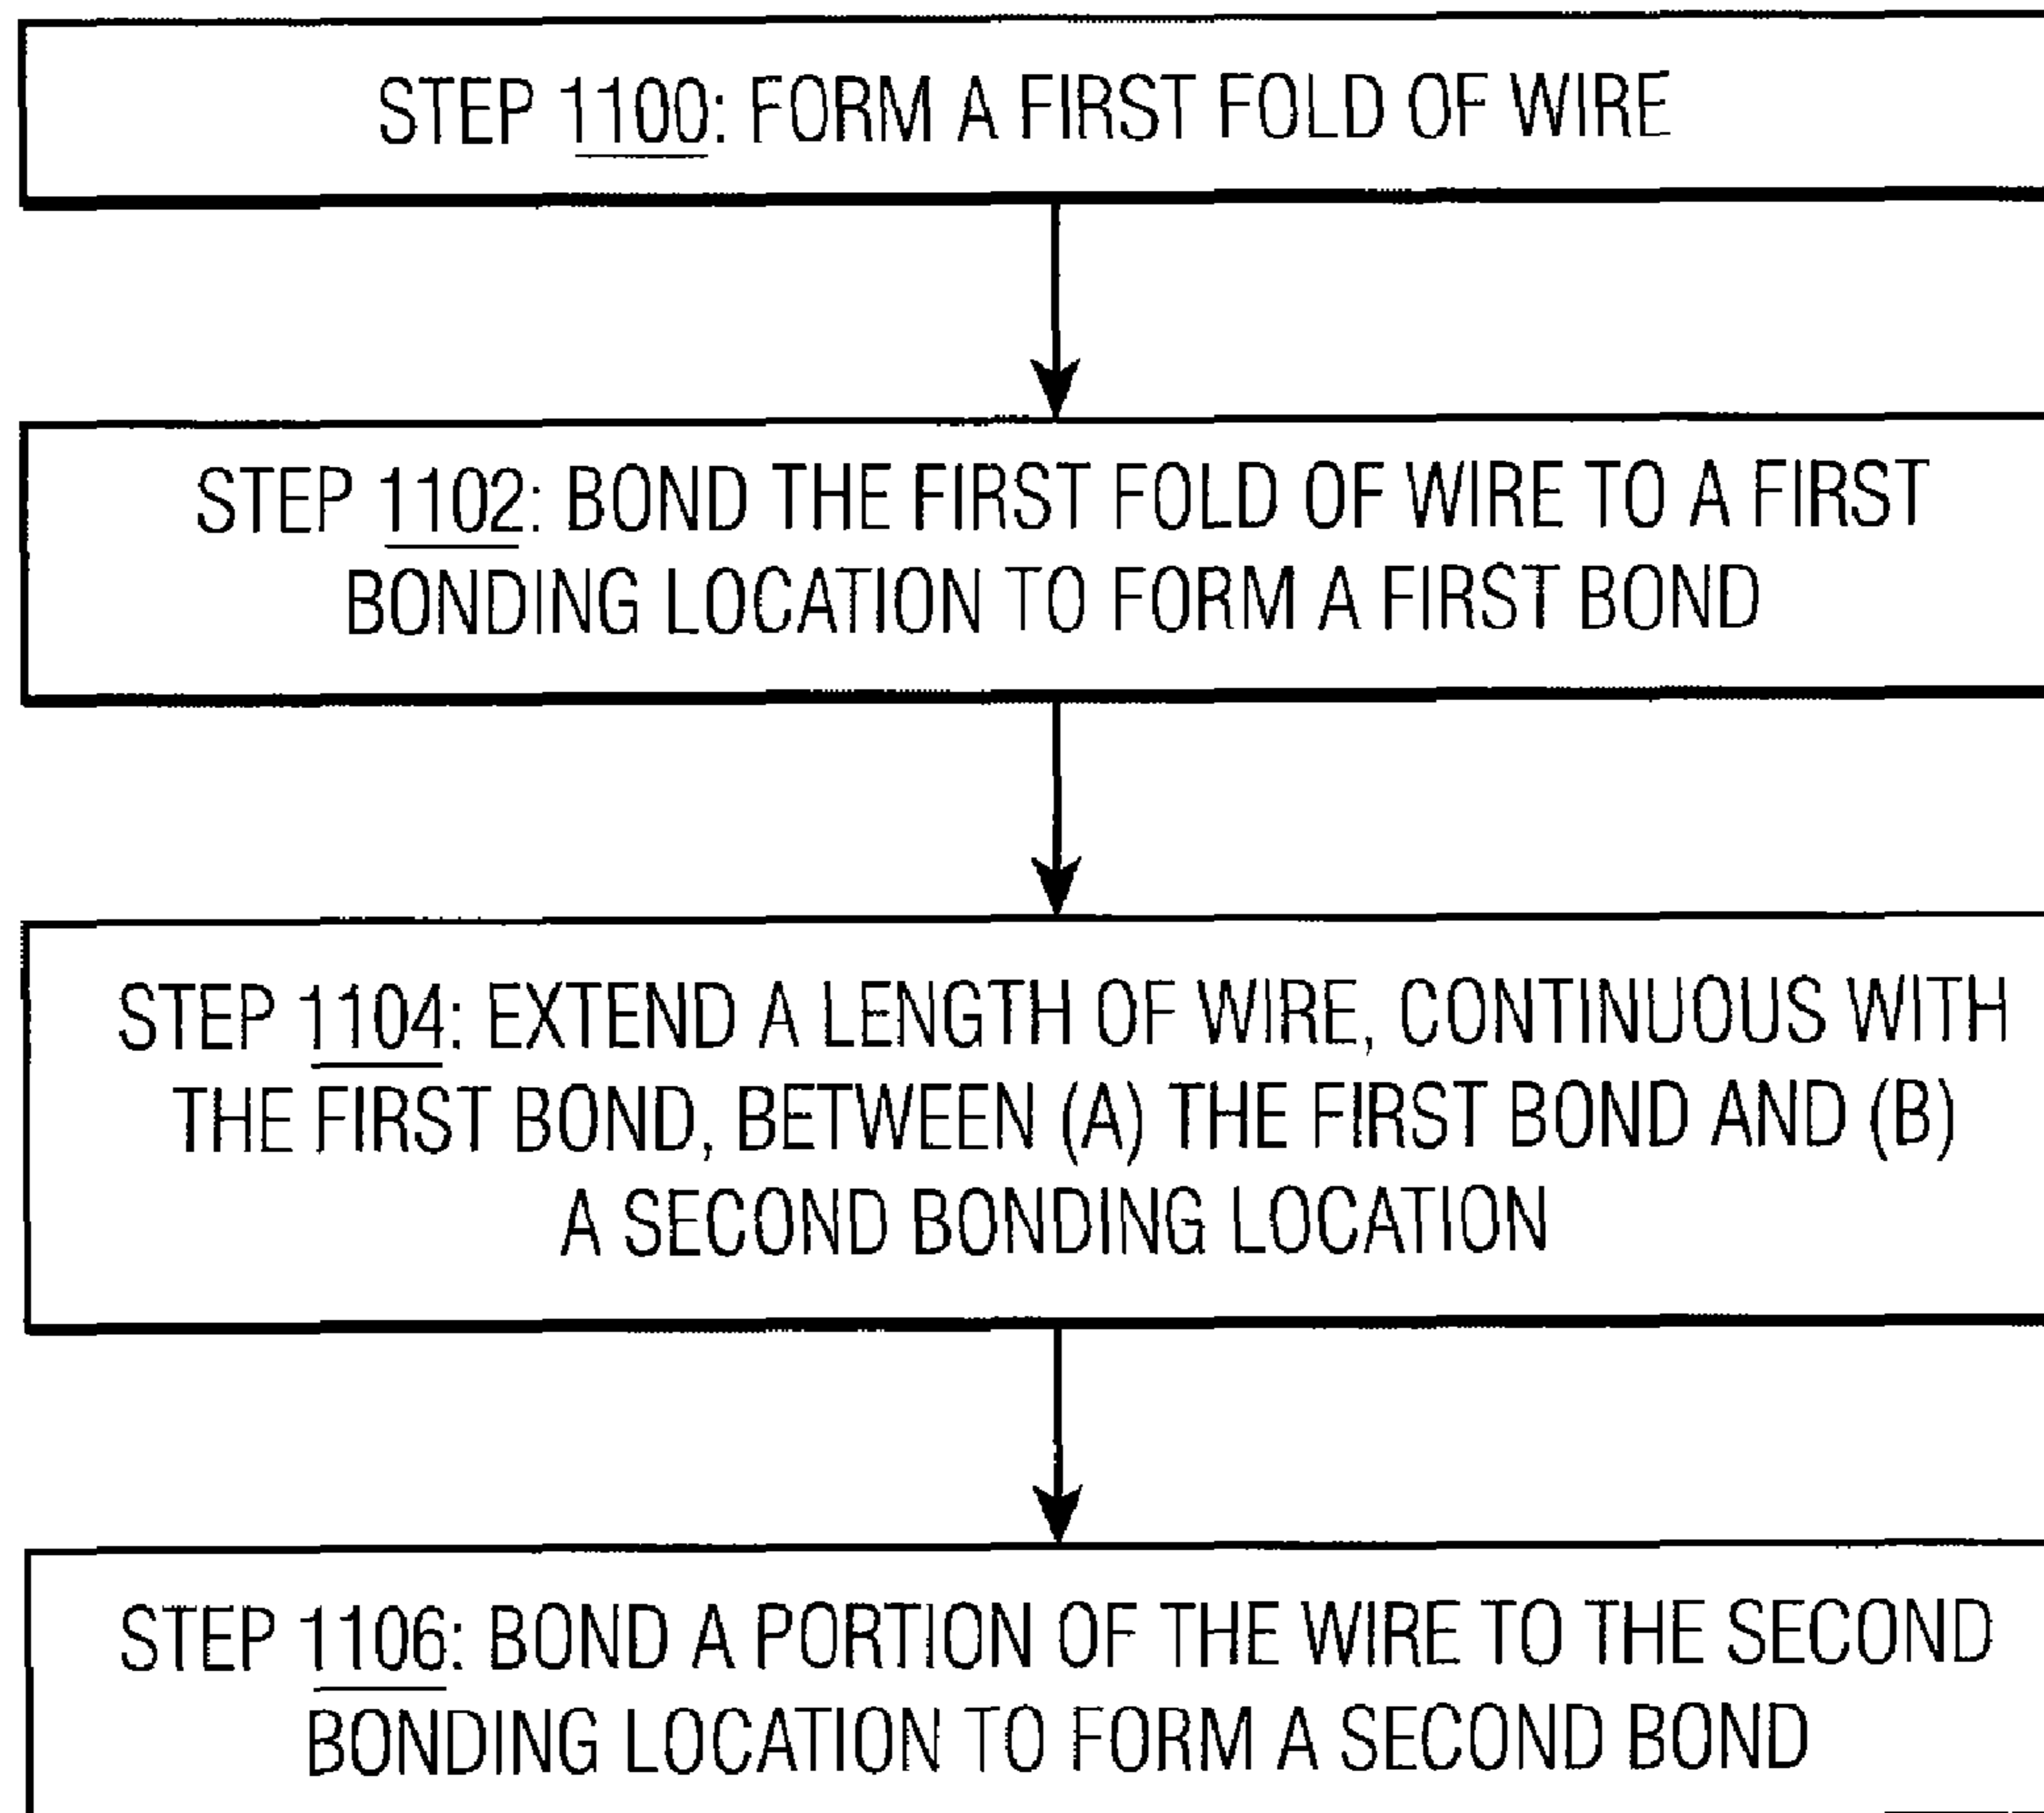 STEP 1100: FORM A FIRST FOLD OF WIRE
STEP 1102: BOND THE FIRST FOLD OF WIRE TO A FIRST
BONDING LOCATION TO FORM A FIRST BOND
STEP 1104: EXTEND A LENGTH OF WIRE, CONTINUOUS WITH
THE FIRST BOND, BETWEEN (A) THE FIRST BOND AND (B)
A SECOND BONDING LOCATION
STEP 1106: BOND A PORTION OF THE WIRE TO THE SECOND
BONDING LOCATION TO FORM A SECOND BOND